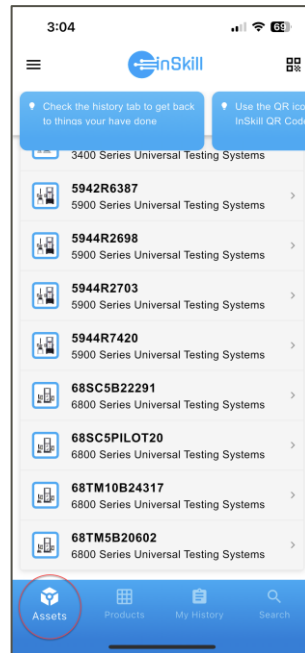 3:04
69
inSkill
Check the history tab to get back
to things your have done
Use the QR ico
InSkill QR Cod
3400 Series Universal Testing Systems
5942R6387
5900 Series Universal Testing Systems
5944R2698
5900 Series Universal Testing Systems
5944R2703
5900 Series Universal Testing Systems
5944R7420
5900 Series Universal Testing Systems
68SC5B22291
6800 Series Universal Testing Systems
68SC5PILOT20
6800 Series Universal Testing Systems
68TM10B24317
6800 Series Universal Testing Systems
68TM5B20602
6800 Series Universal Testing Systems
Assets
Products
My History
Search